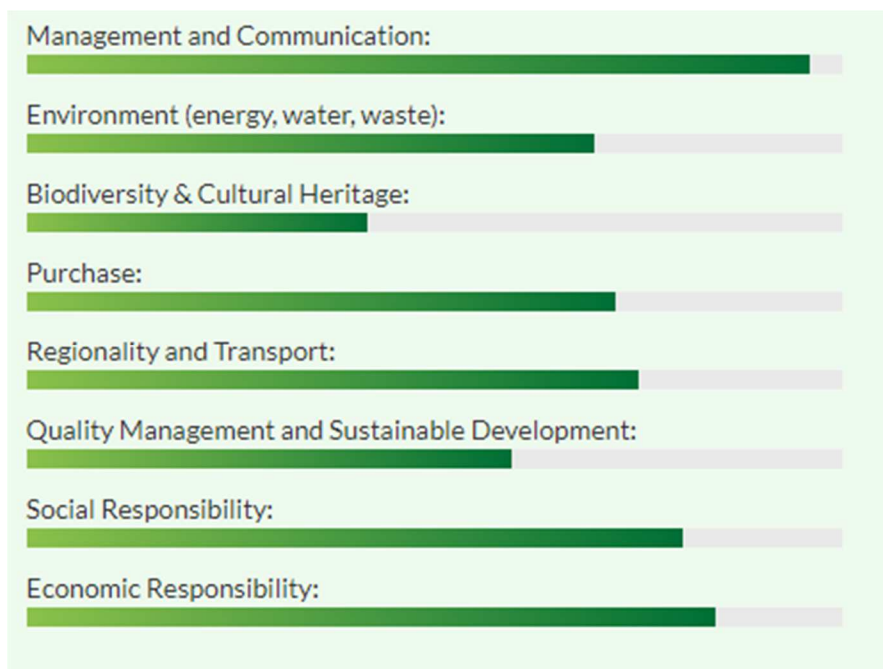 Management and Communication:
Environment (energy, water, waste):
Biodiversity & Cultural Heritage:
Purchase:
Regionality and Transport:
Quality Management and Sustainable Development:
Social Responsibility:
Economic Responsibility: